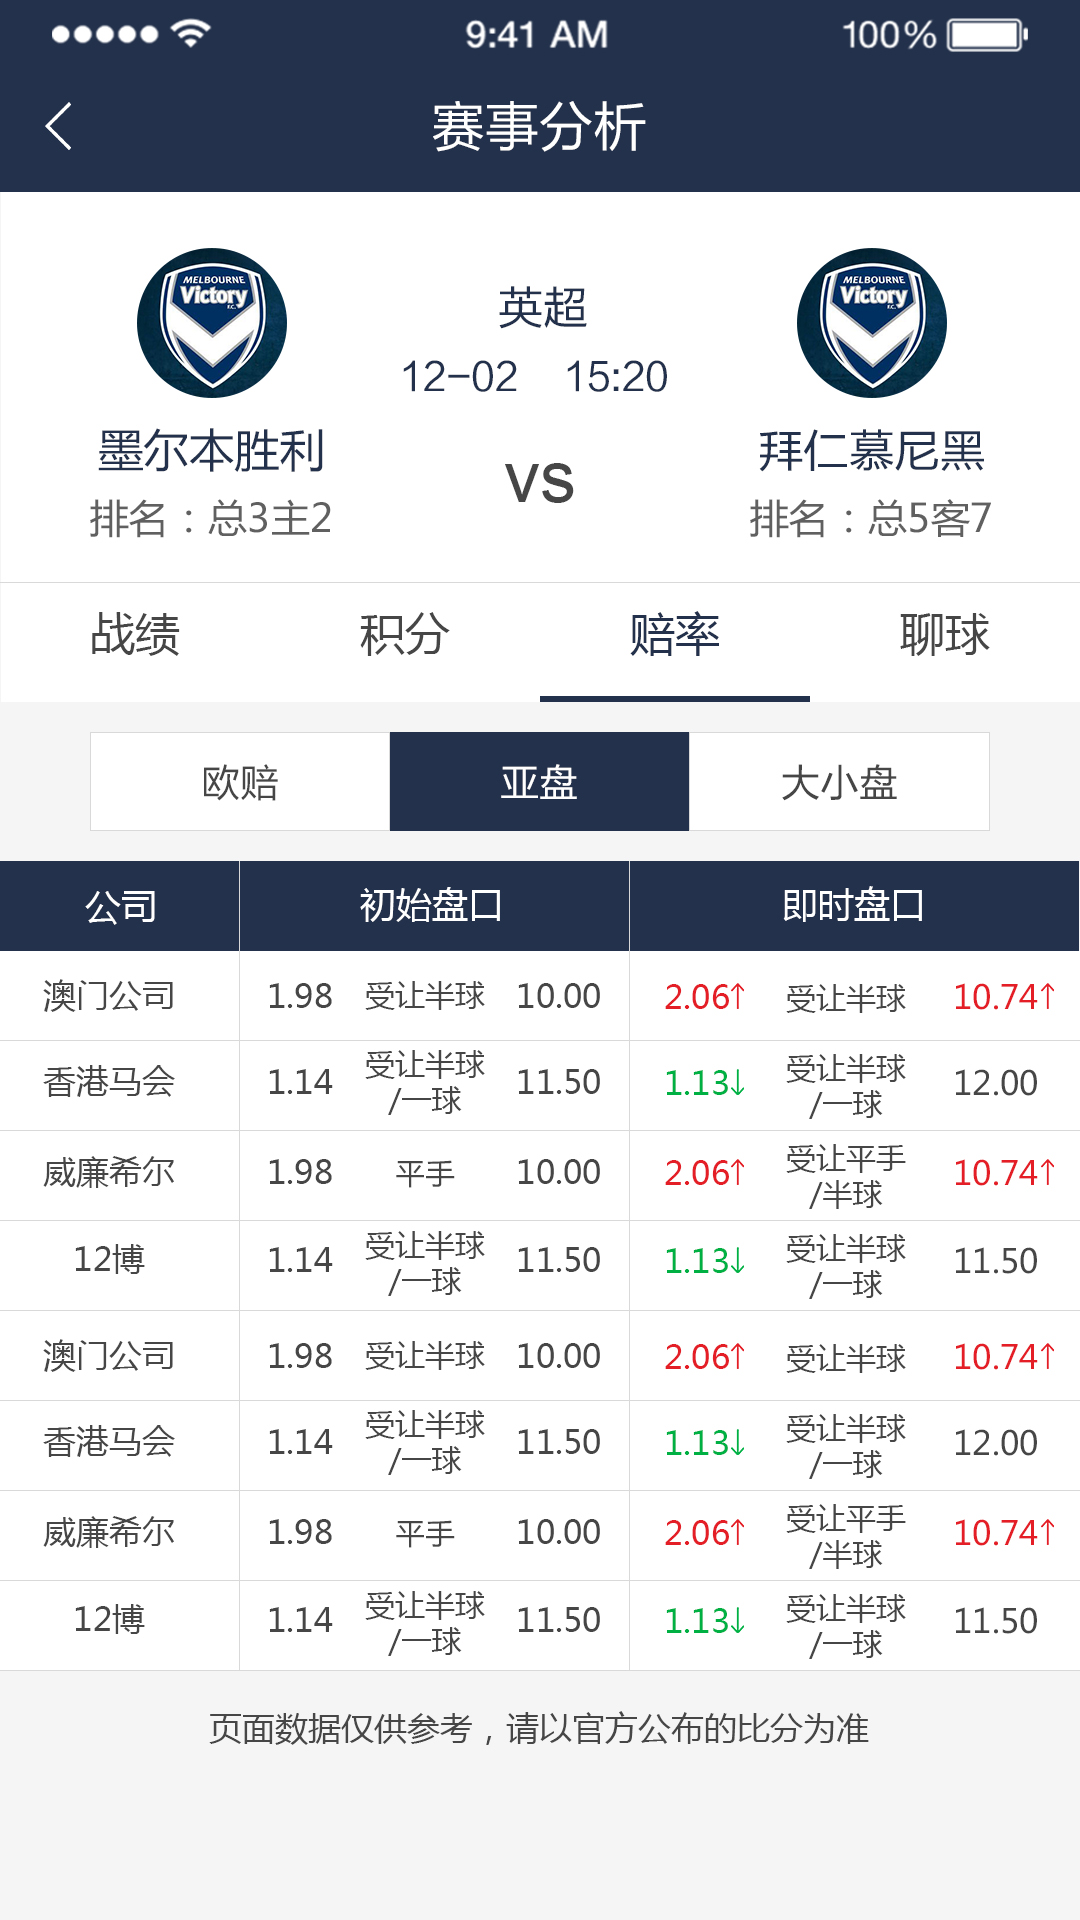 9:41 AM 100%
赛事分析
MELBOURNE Victory F.C.
英超
MELBOURNE Victory F.C.
12-02 15:20
墨尔本胜利 VS 拜仁慕尼黑
排名：总3主2 排名：总5客7
战绩 积分 赔率 聊球
欧赔 亚盘 大小盘
公司 初始盘口 即时盘口
澳门公司 1.98 受让半球 10.00 2.06↑ 受让半球 10.74↑
香港马会 1.14 受让半球/一球 11.50 1.13↓ 受让半球/一球 12.00
威廉希尔 1.98 平手 10.00 2.06↑ 受让平手/半球 10.74↑
12博 1.14 受让半球/一球 11.50 1.13↓ 受让半球/一球 11.50
澳门公司 1.98 受让半球 10.00 2.06↑ 受让半球 10.74↑
香港马会 1.14 受让半球/一球 11.50 1.13↓ 受让半球/一球 12.00
威廉希尔 1.98 平手 10.00 2.06↑ 受让平手/半球 10.74↑
12博 1.14 受让半球/一球 11.50 1.13↓ 受让半球/一球 11.50
页面数据仅供参考，请以官方公布的比分为准